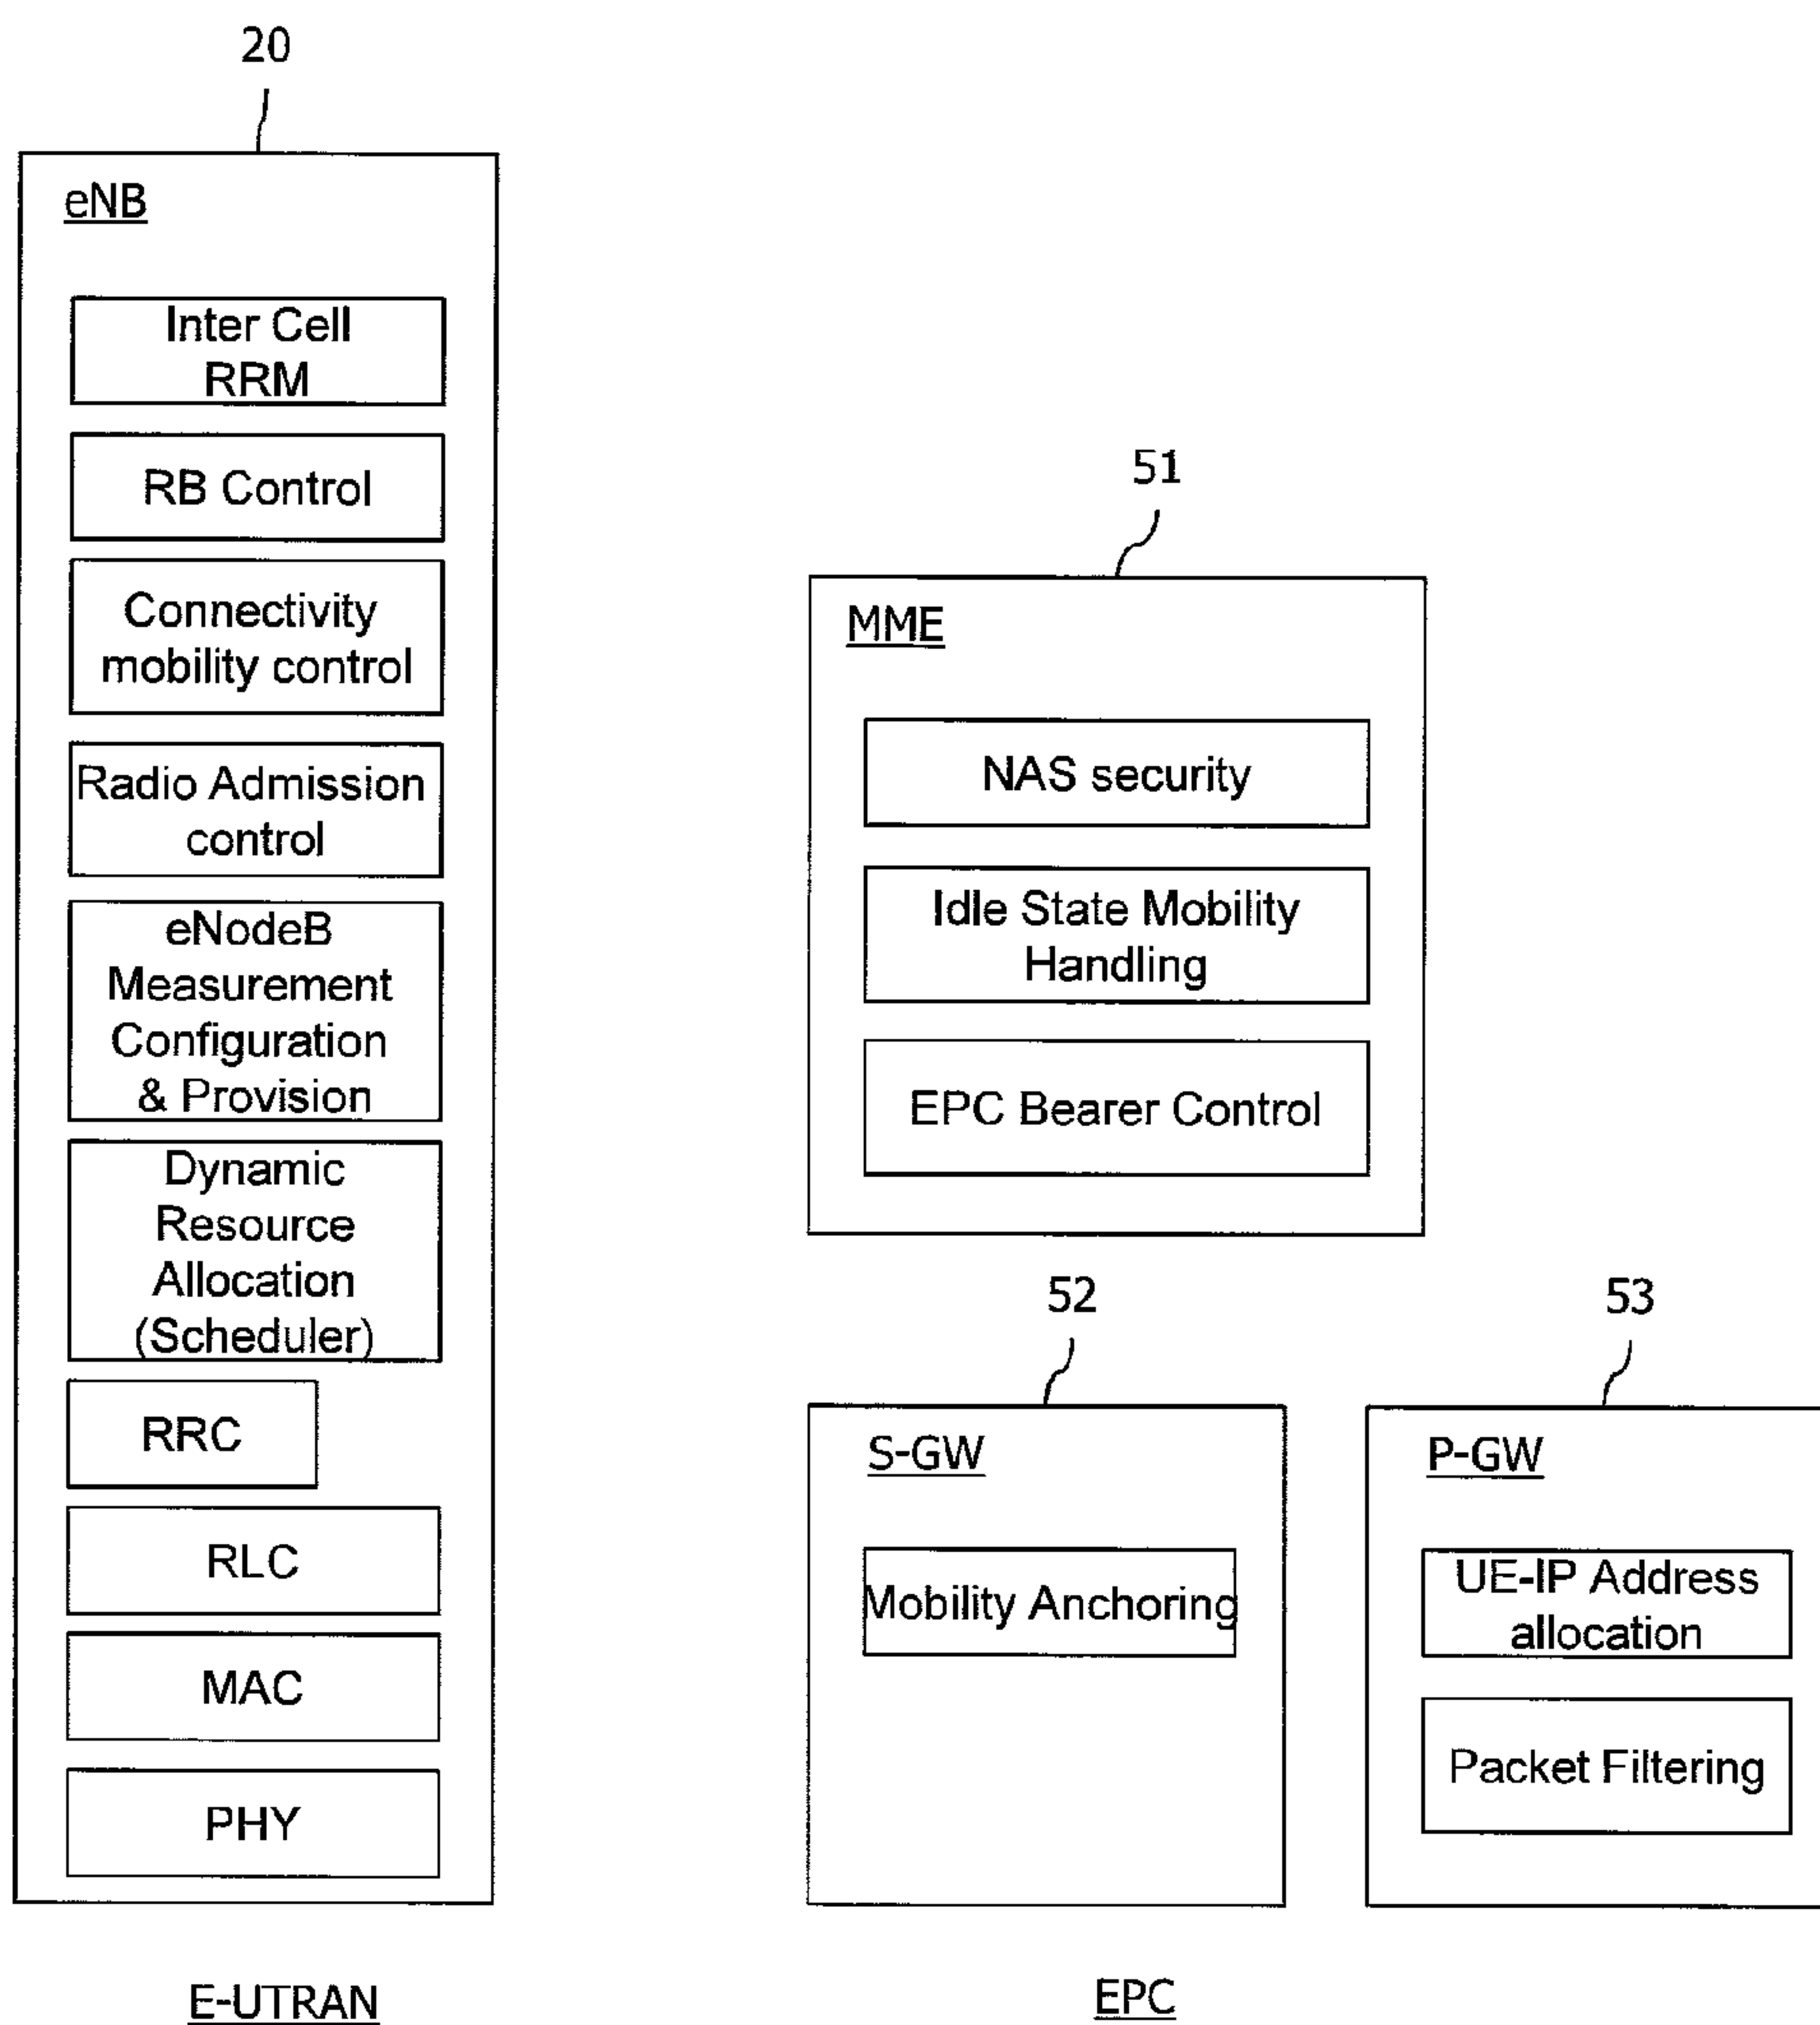 20
eNB
Inter Cell
RRM
RB Control
Connectivity
mobility control
Radio Admission
control
eNodeB
Measurement
Configuration
& Provision
Dynamic
Resource
Allocation
(Scheduler)
RRC
RLC
MAC
PHY
E-UTRAN
51
MME
NAS security
Idle State Mobility
Handling
EPC Bearer Control
52
S-GW
Mobility Anchoring
53
P-GW
UE-IP Address
allocation
Packet Filtering
EPC